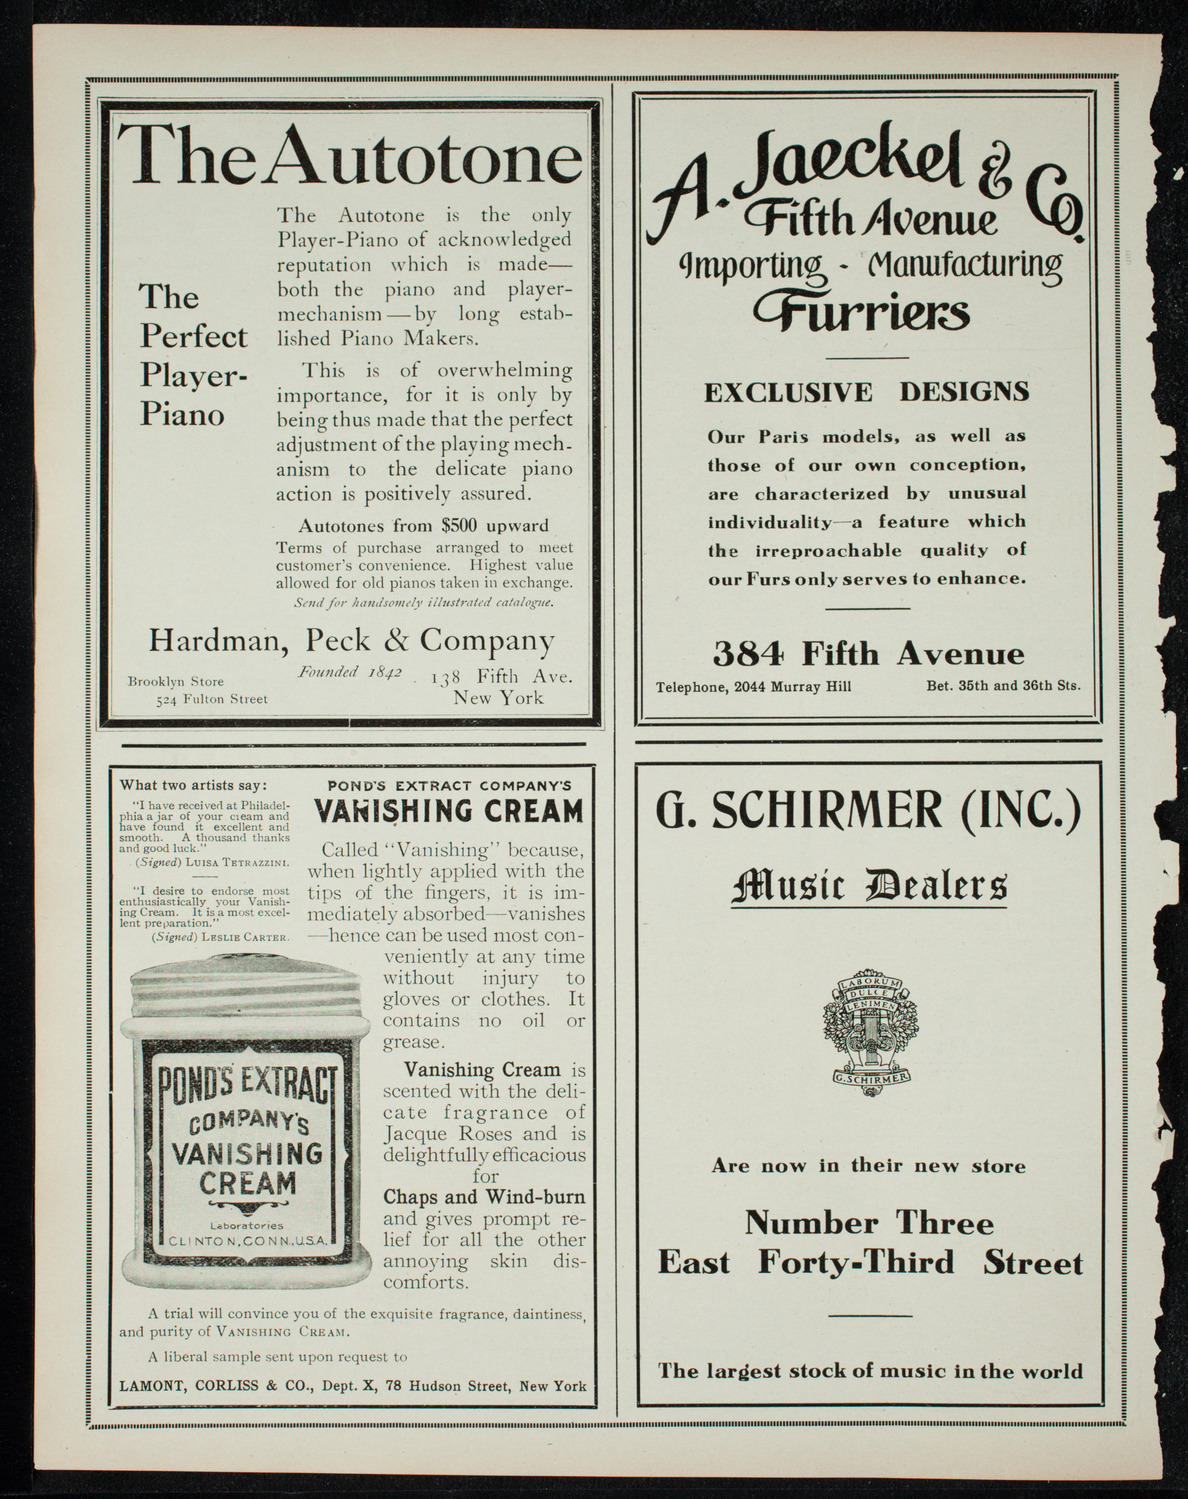 The Autotone
The
Perfect
Player-
Piano
The Autotone is the only
Player-Piano of acknowledged
reputation which is made—
both the piano and player-
mechanism—by long estab-
lished Piano Makers.
This is of overwhelming
importance, for it is only by
being thus made that the perfect
adjustment of the playing mech-
anism to the delicate piano
action is positively assured.
Autotones from $500 upward
Terms of purchase arranged to meet
customer's convenience. Highest value
allowed for old pianos taken in exchange.
Send for handsomely illustrated catalogue.
Hardman, Peck & Company
Founded 1842
Brooklyn Store
524 Fulton Street
138 Fifth Ave.
New York
A. Jaeckel & Co.
Fifth Avenue
Importing - Manufacturing
Furriers
EXCLUSIVE DESIGNS
Our Paris models, as well as
those of our own conception,
are characterized by unusual
individuality—a feature which
the irreproachable quality of
our Furs only serves to enhance.
384 Fifth Avenue
Telephone, 2044 Murray Hill Bet. 35th and 36th Sts.
What two artists say:
"I have received at Philadel-
phia a jar of your cream and
have found it excellent and
smooth. A thousand thanks
and good luck."
(Signed) LUISA TETRAZZINI.
"I desire to endorse most
enthusiastically your Vanish-
ing Cream. It is a most excel-
lent preparation."
(Signed) LESLIE CARTER.
POND'S EXTRACT COMPANY'S
VANISHING CREAM
Called "Vanishing" because,
when lightly applied with the
tips of the fingers, it is im-
mediately absorbed—vanishes
—hence can be used most con-
veniently at any time
without injury to
gloves or clothes. It
contains no oil or
grease.
Vanishing Cream is
scented with the deli-
cate fragrance of
Jacque Roses and is
delightfully efficacious
for
Chaps and Wind-burn
and gives prompt re-
lief for all the other
annoying skin dis-
comforts.
POND'S EXTRACT
COMPANY'S
VANISHING
CREAM
Laboratories
CLINTON, CONN., U.S.A.
A trial will convince you of the exquisite fragrance, daintiness,
and purity of VANISHING CREAM.
A liberal sample sent upon request to
LAMONT, CORLISS & CO., Dept. X, 78 Hudson Street, New York
G. SCHIRMER (INC.)
Music Dealers
LABORUM
DULCE
LENIMEN
G. SCHIRMER
Are now in their new store
Number Three
East Forty-Third Street
The largest stock of music in the world